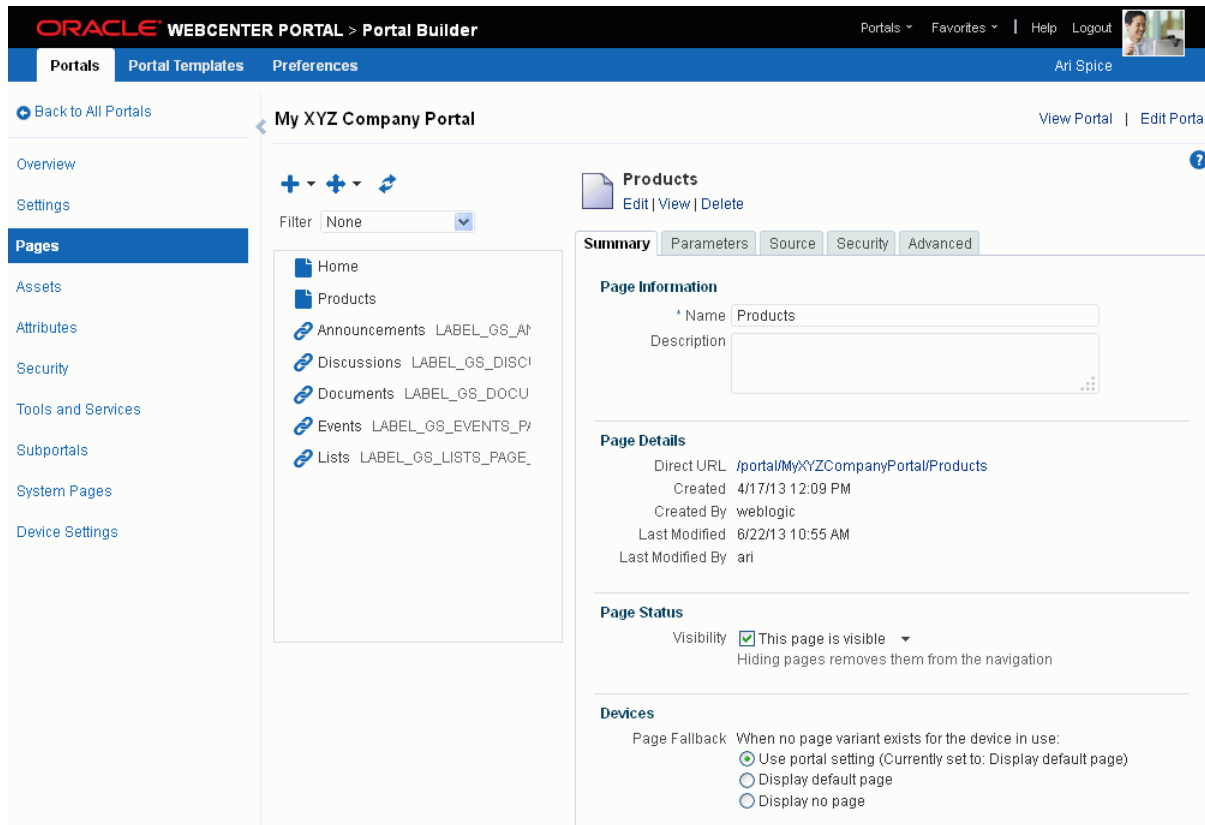 ORACLE WEBCENTER PORTAL > Portal Builder
Portals Favorites | Help Logout
Portals Portal Templates Preferences
Ari Spice
Back to All Portals
My XYZ Company Portal
View Portal | Edit Porta
Overview
Settings
Pages
Assets
Attributes
Security
Tools and Services
Subportals
System Pages
Device Settings
Filter None
Home
Products
Announcements LABEL_GS_AN
Discussions LABEL_GS_DISCU
Documents LABEL_GS_DOCU
Events LABEL_GS_EVENTS_PA
Lists LABEL_GS_LISTS_PAGE_
?
Products
Edit | View | Delete
Summary Parameters Source Security Advanced
Page Information
* Name Products
Description
Page Details
Direct URL /portal/MyXYZCompanyPortal/Products
Created 4/17/13 12:09 PM
Created By weblogic
Last Modified 6/22/13 10:55 AM
Last Modified By ari
Page Status
Visibility This page is visible
Hiding pages removes them from the navigation
Devices
Page Fallback When no page variant exists for the device in use:
Use portal setting (Currently set to: Display default page)
Display default page
Display no page